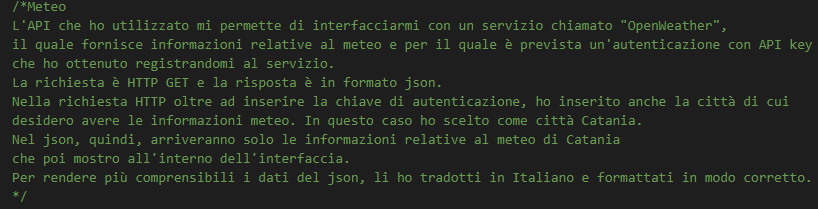 /*Meteo
L'API che ho utilizzato mi permette di interfacciarmi con un servizio chiamato "OpenWeather",
il quale fornisce informazioni relative al meteo e per il quale è prevista un'autenticazione con API key
che ho ottenuto registrandomi al servizio.
La richiesta è HTTP GET e la risposta è in formato json.
Nella richiesta HTTP oltre ad inserire la chiave di autenticazione, ho inserito anche la città di cui
desidero avere le informazioni meteo. In questo caso ho scelto come città Catania.
Nel json, quindi, arriveranno solo le informazioni relative al meteo di Catania
che poi mostro all'interno dell'interfaccia.
Per rendere più comprensibili i dati del json, li ho tradotti in Italiano e formattati in modo corretto.
*/